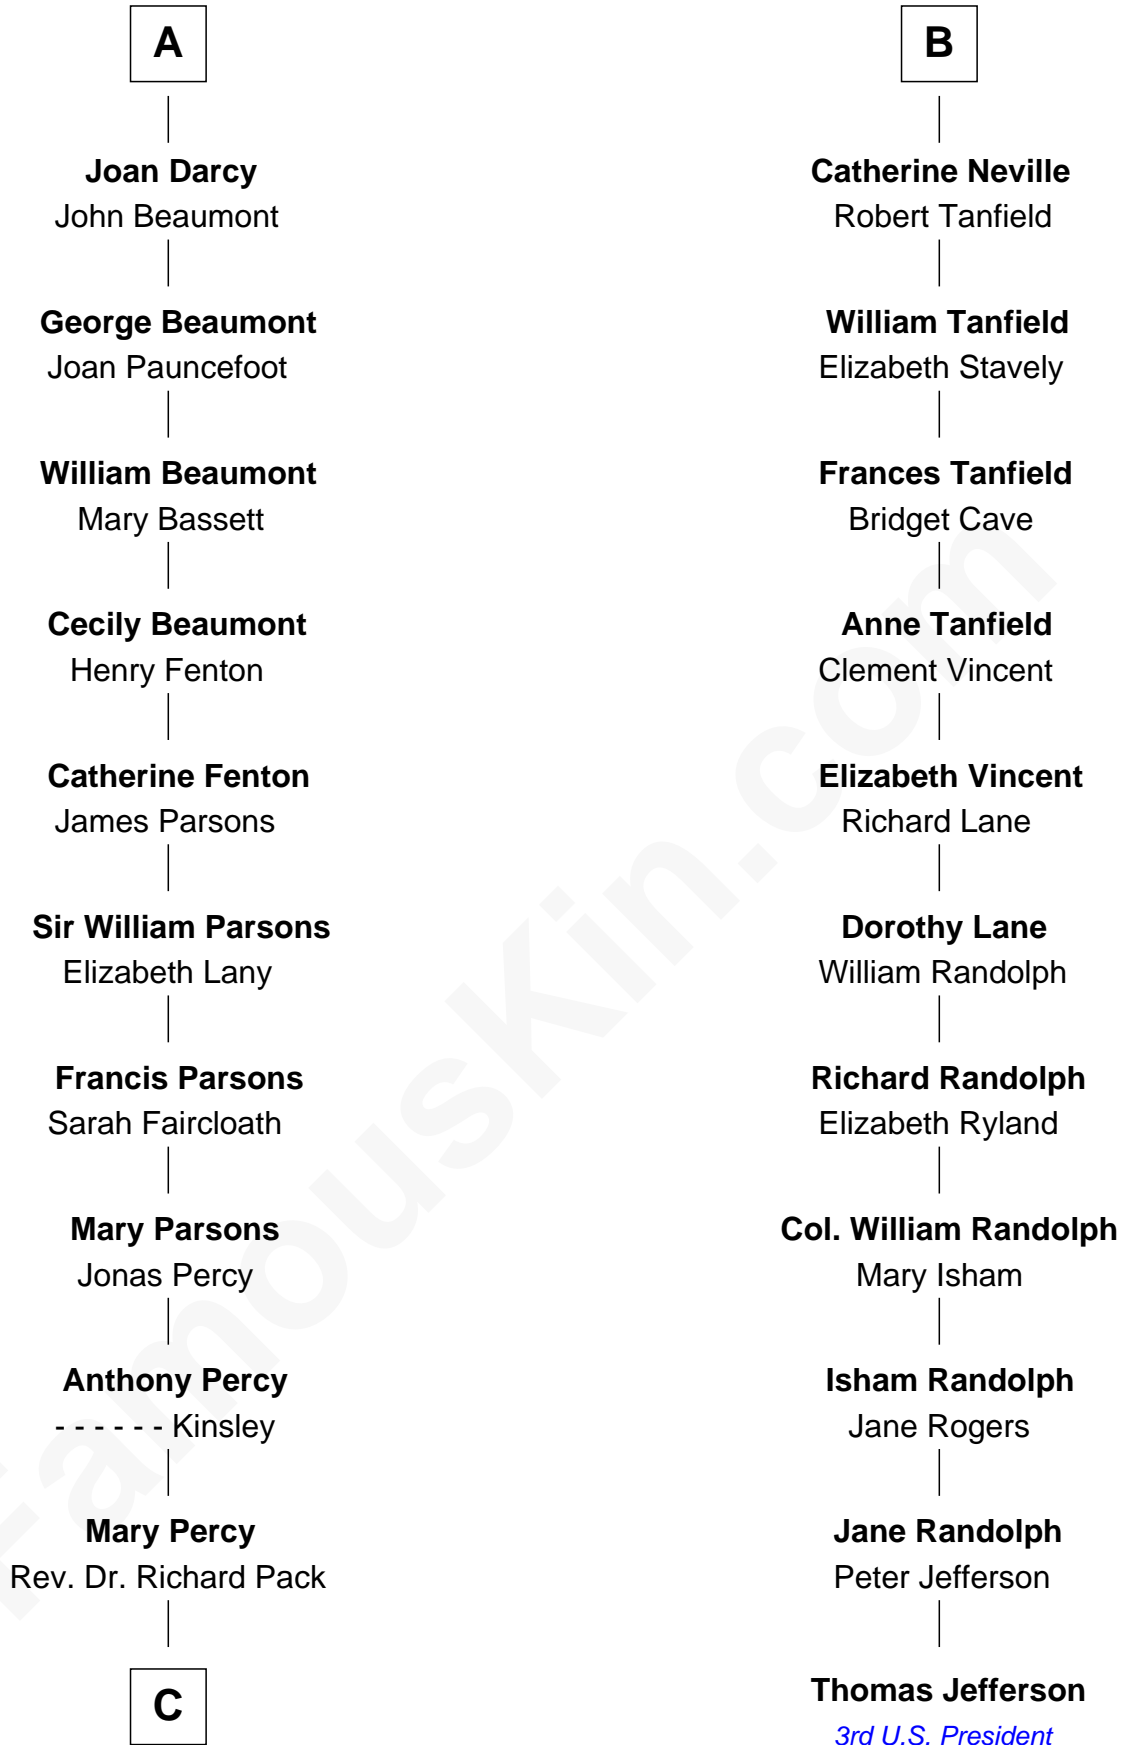 A
Joan Darcy
John Beaumont
George Beaumont
Joan Pauncefoot
William Beaumont
Mary Bassett
Cecily Beaumont
Henry Fenton
Catherine Fenton
James Parsons
Sir William Parsons
Elizabeth Lany
Francis Parsons
Sarah Faircloath
Mary Parsons
Jonas Percy
Anthony Percy
- - - - - - Kinsley
Mary Percy
Rev. Dr. Richard Pack
C
B
Catherine Neville
Robert Tanfield
William Tanfield
Elizabeth Stavely
Frances Tanfield
Bridget Cave
Anne Tanfield
Clement Vincent
Elizabeth Vincent
Richard Lane
Dorothy Lane
William Randolph
Richard Randolph
Elizabeth Ryland
Col. William Randolph
Mary Isham
Isham Randolph
Jane Rogers
Jane Randolph
Peter Jefferson
Thomas Jefferson
3rd U.S. President
FamousKin.com